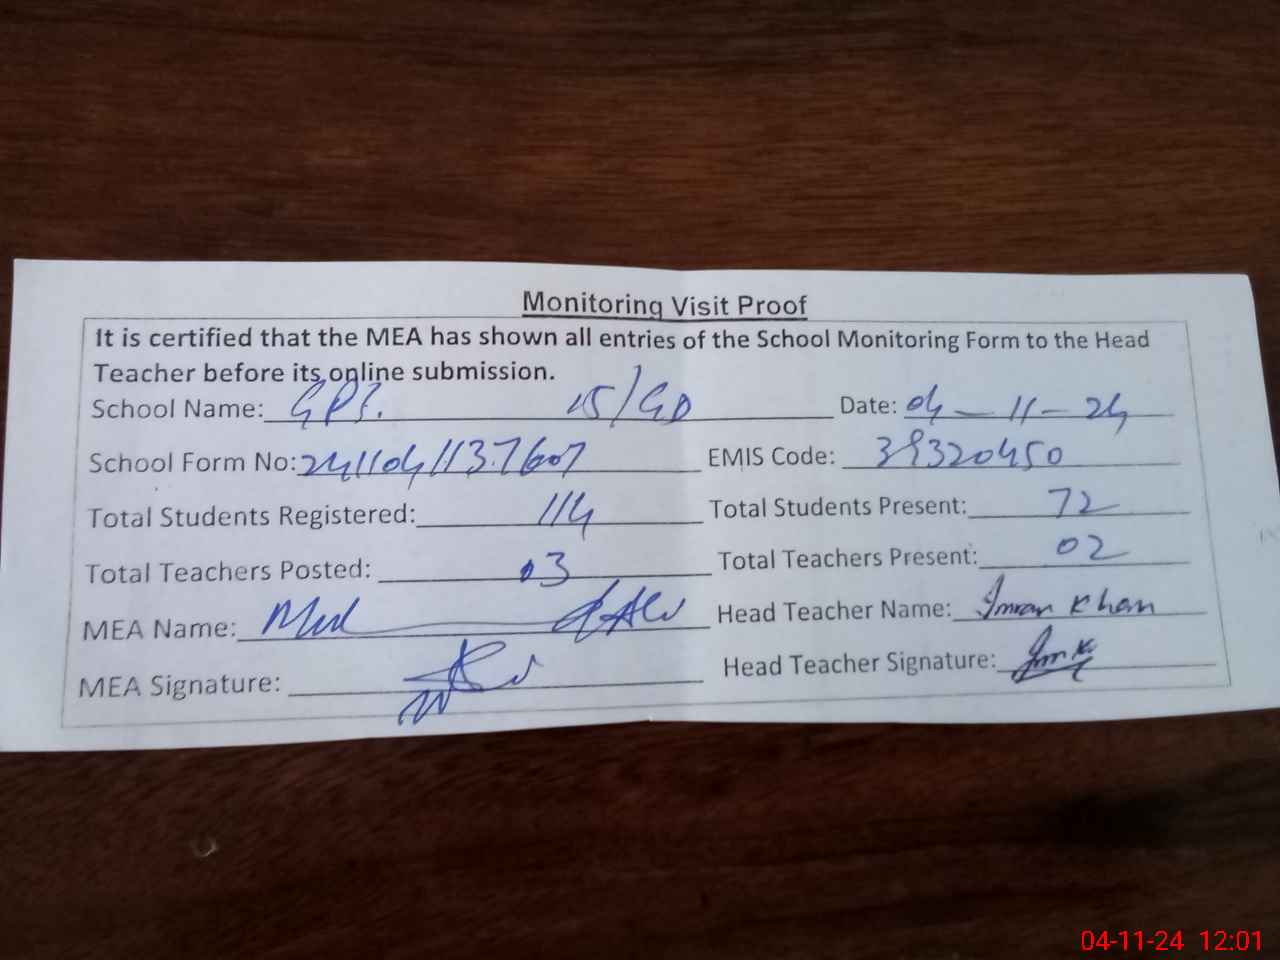 Monitoring Visit Proof
It is certified that the MEA has shown all entries of the School Monitoring Form to the Head
Teacher before its online submission.
School Name: GPS. 15/GD Date: 04-11-24
School Form No: EMIS Code: 39320450
Total Students Registered: 114 Total Students Present: 72
Total Teachers Posted: 03 Total Teachers Present: 02
MEA Name: Head Teacher Name: Imran Khan
MEA Signature: Head Teacher Signature:
04-11-24 12:01